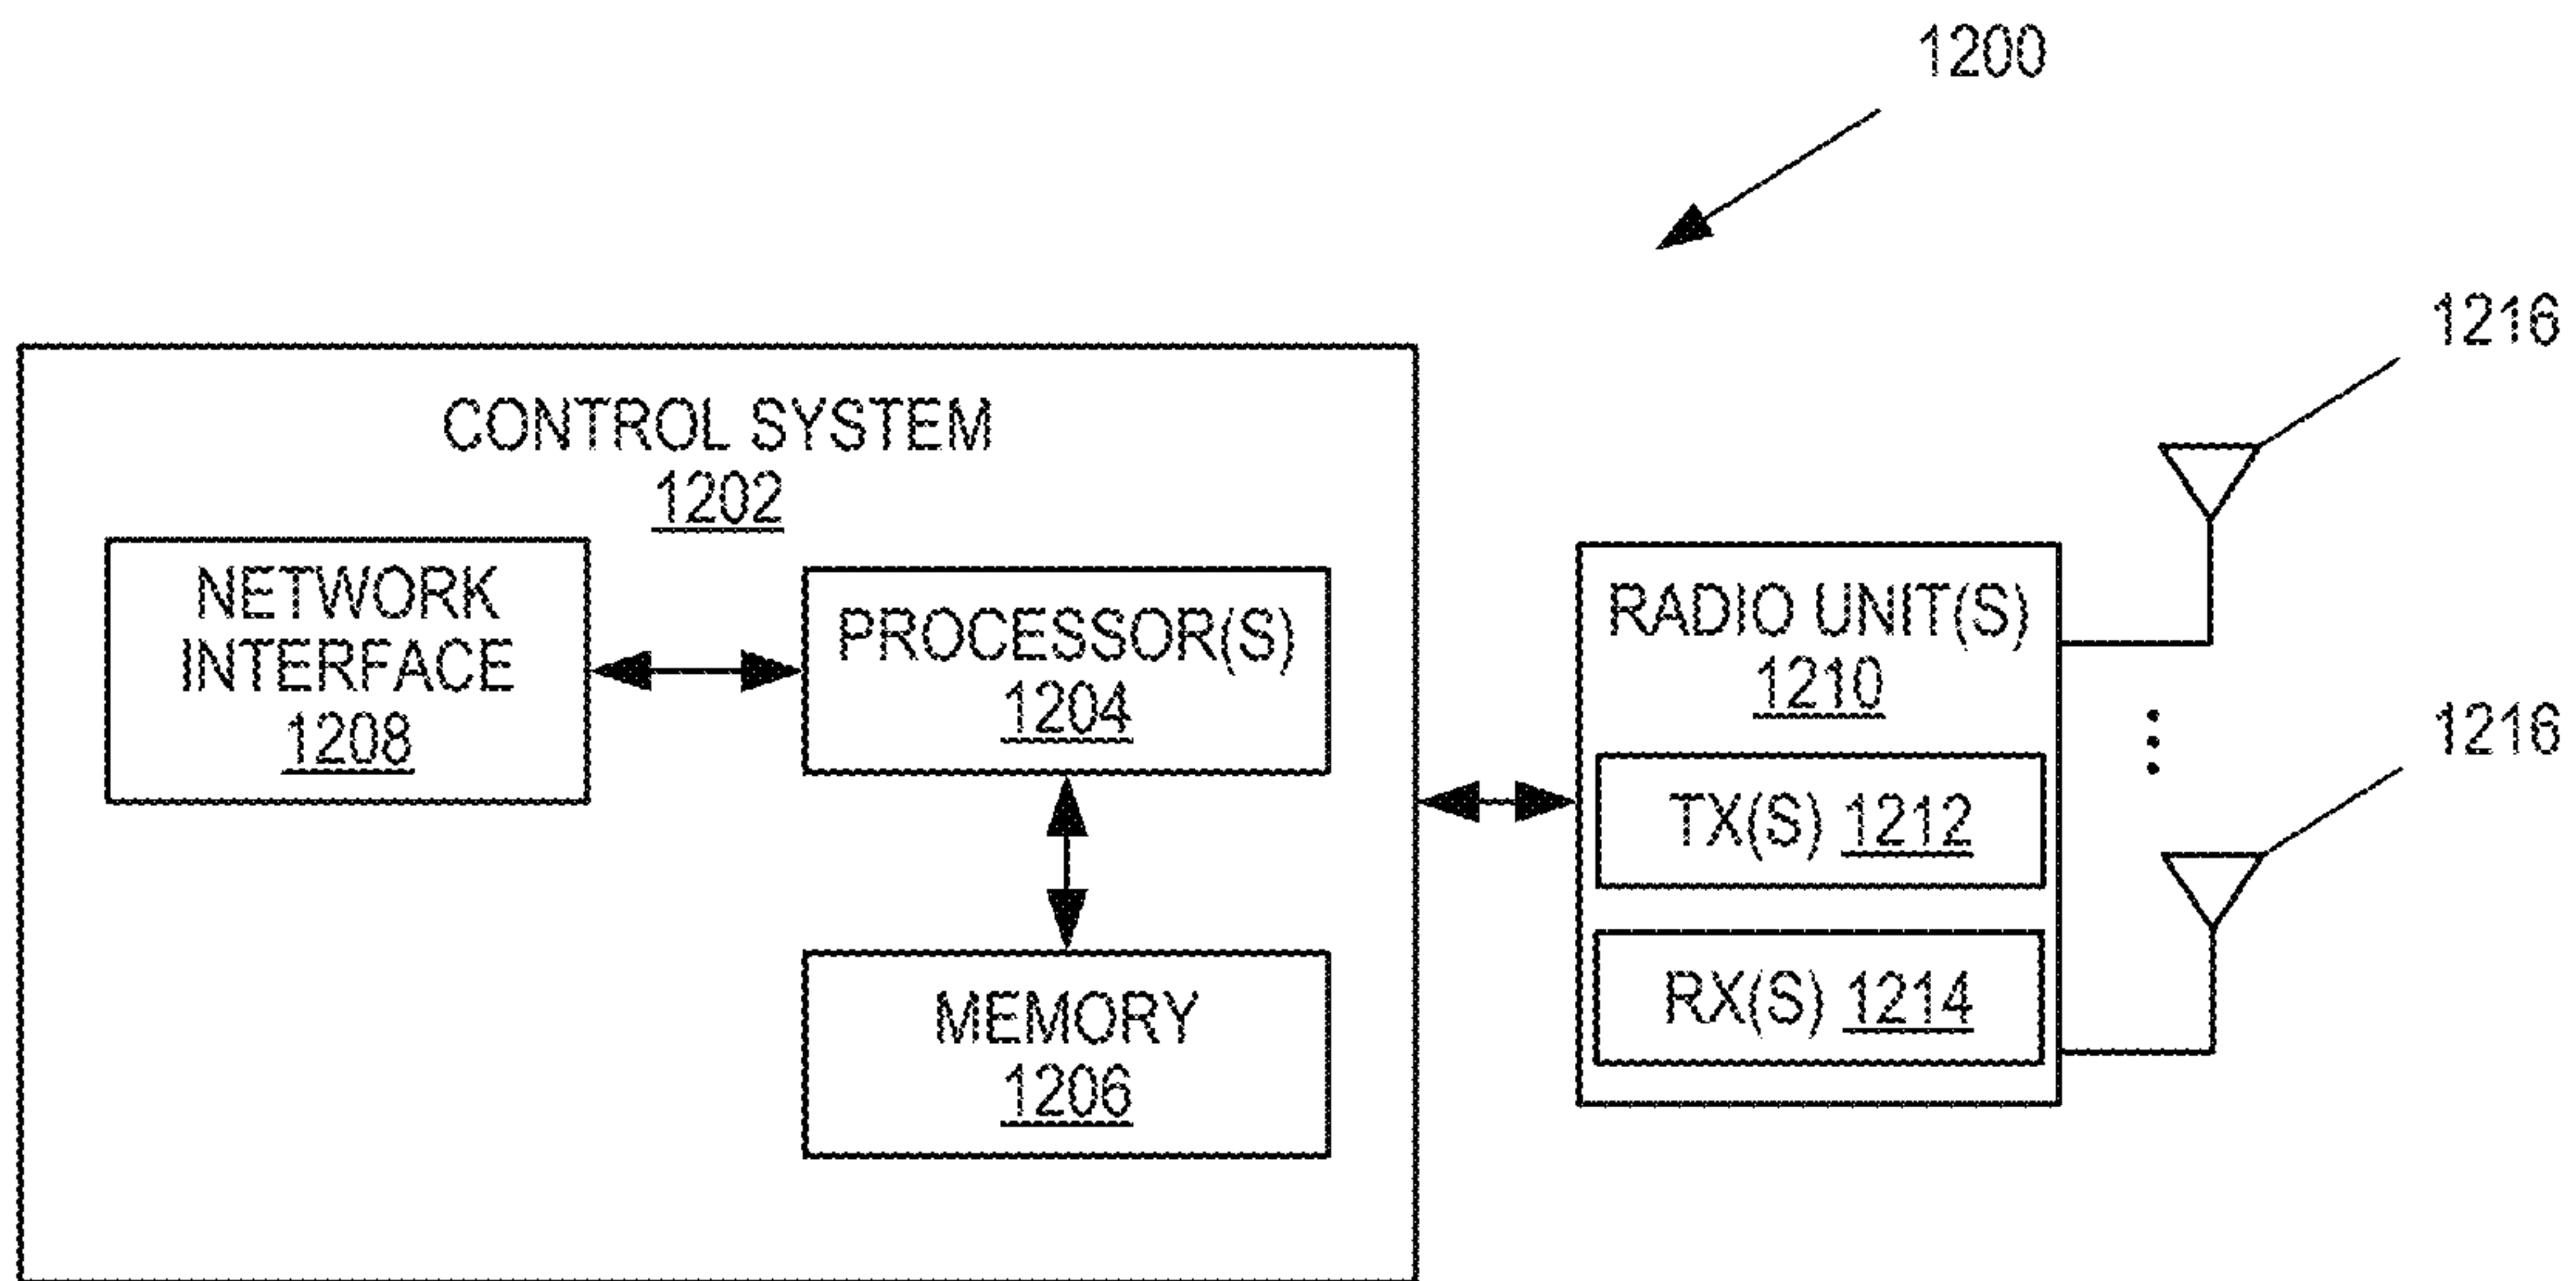 1200
1216
CONTROL SYSTEM
1202
NETWORK
INTERFACE
1208
PROCESSOR(S)
1204
MEMORY
1206
RADIO UNIT(S)
1210
TX(S) 1212
RX(S) 1214
1216